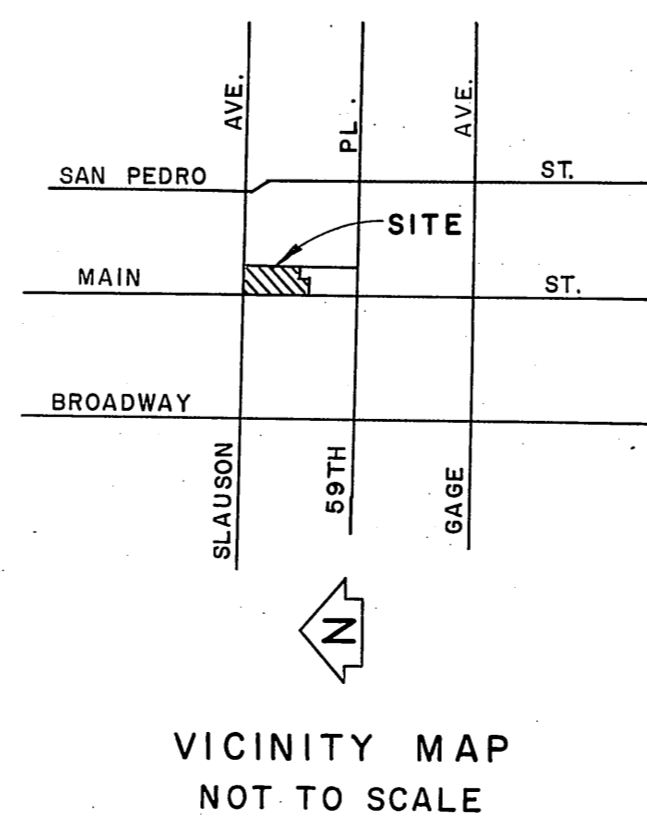 AVE.
PL.
AVE.
SAN PEDRO ST.
SITE
MAIN ST.
BROADWAY
SLAUSON
59TH
GAGE
N
VICINITY MAP
NOT TO SCALE